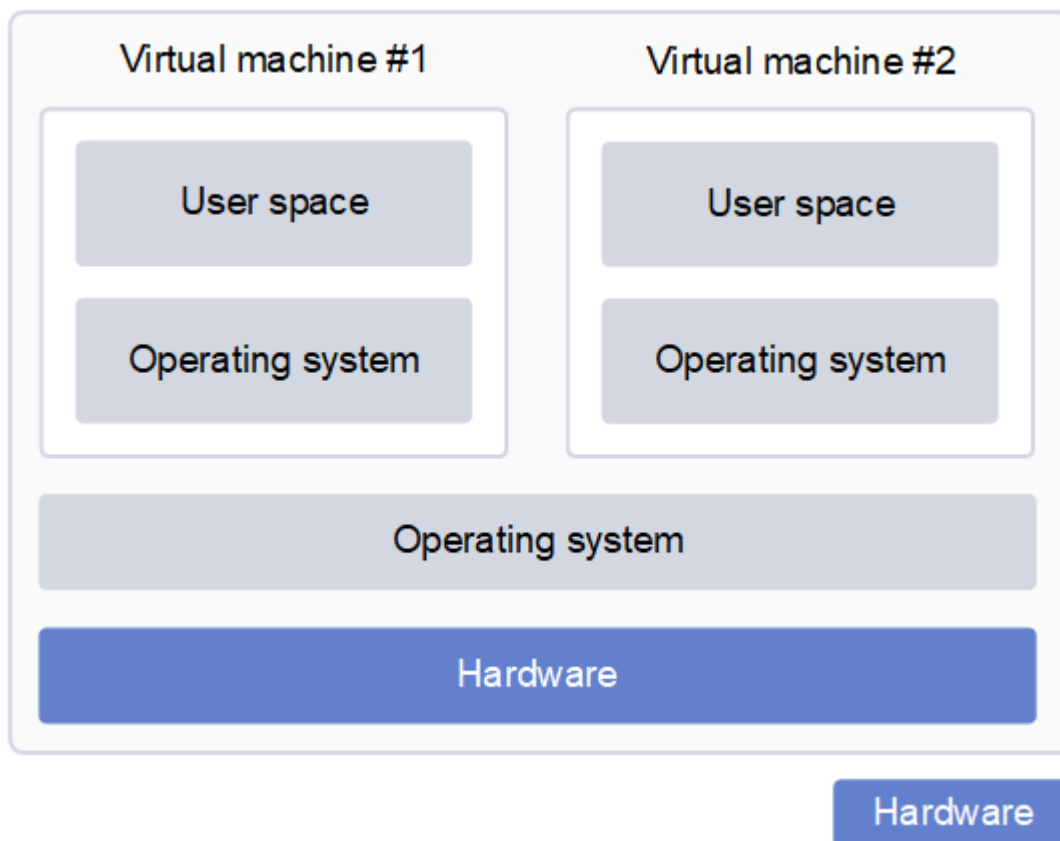 Virtual machine #1
Virtual machine #2
User space
User space
Operating system
Operating system
Operating system
Hardware
Hardware